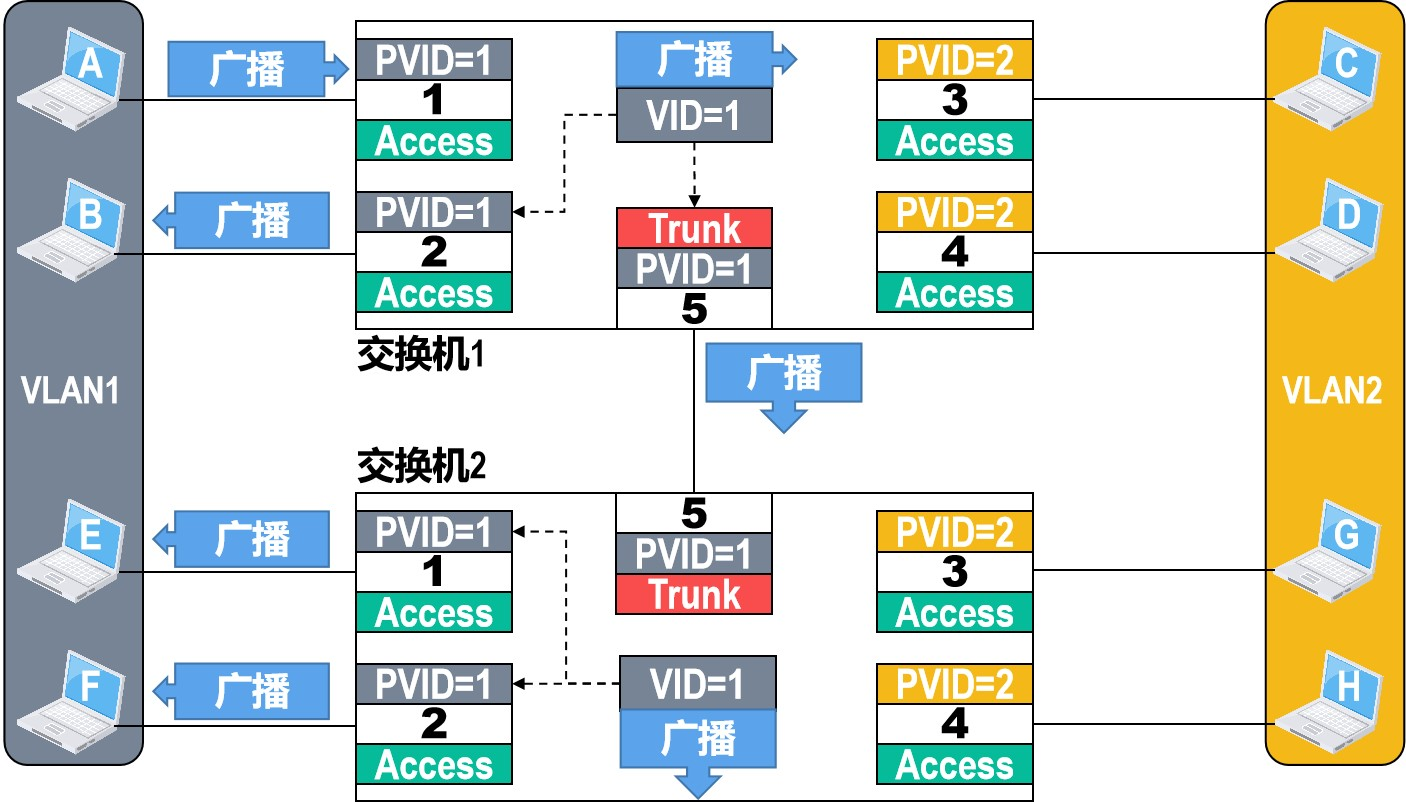 A
广播
PVID=1
1
Access
广播
VID=1
PVID=2
3
Access
C
B
广播
PVID=1
2
Access
Trunk
PVID=1
5
PVID=2
4
Access
D
VLAN1
交换机1
广播
VLAN2
交换机2
E
广播
PVID=1
1
Access
5
PVID=1
Trunk
PVID=2
3
Access
G
F
广播
PVID=1
2
Access
VID=1
广播
PVID=2
4
Access
H